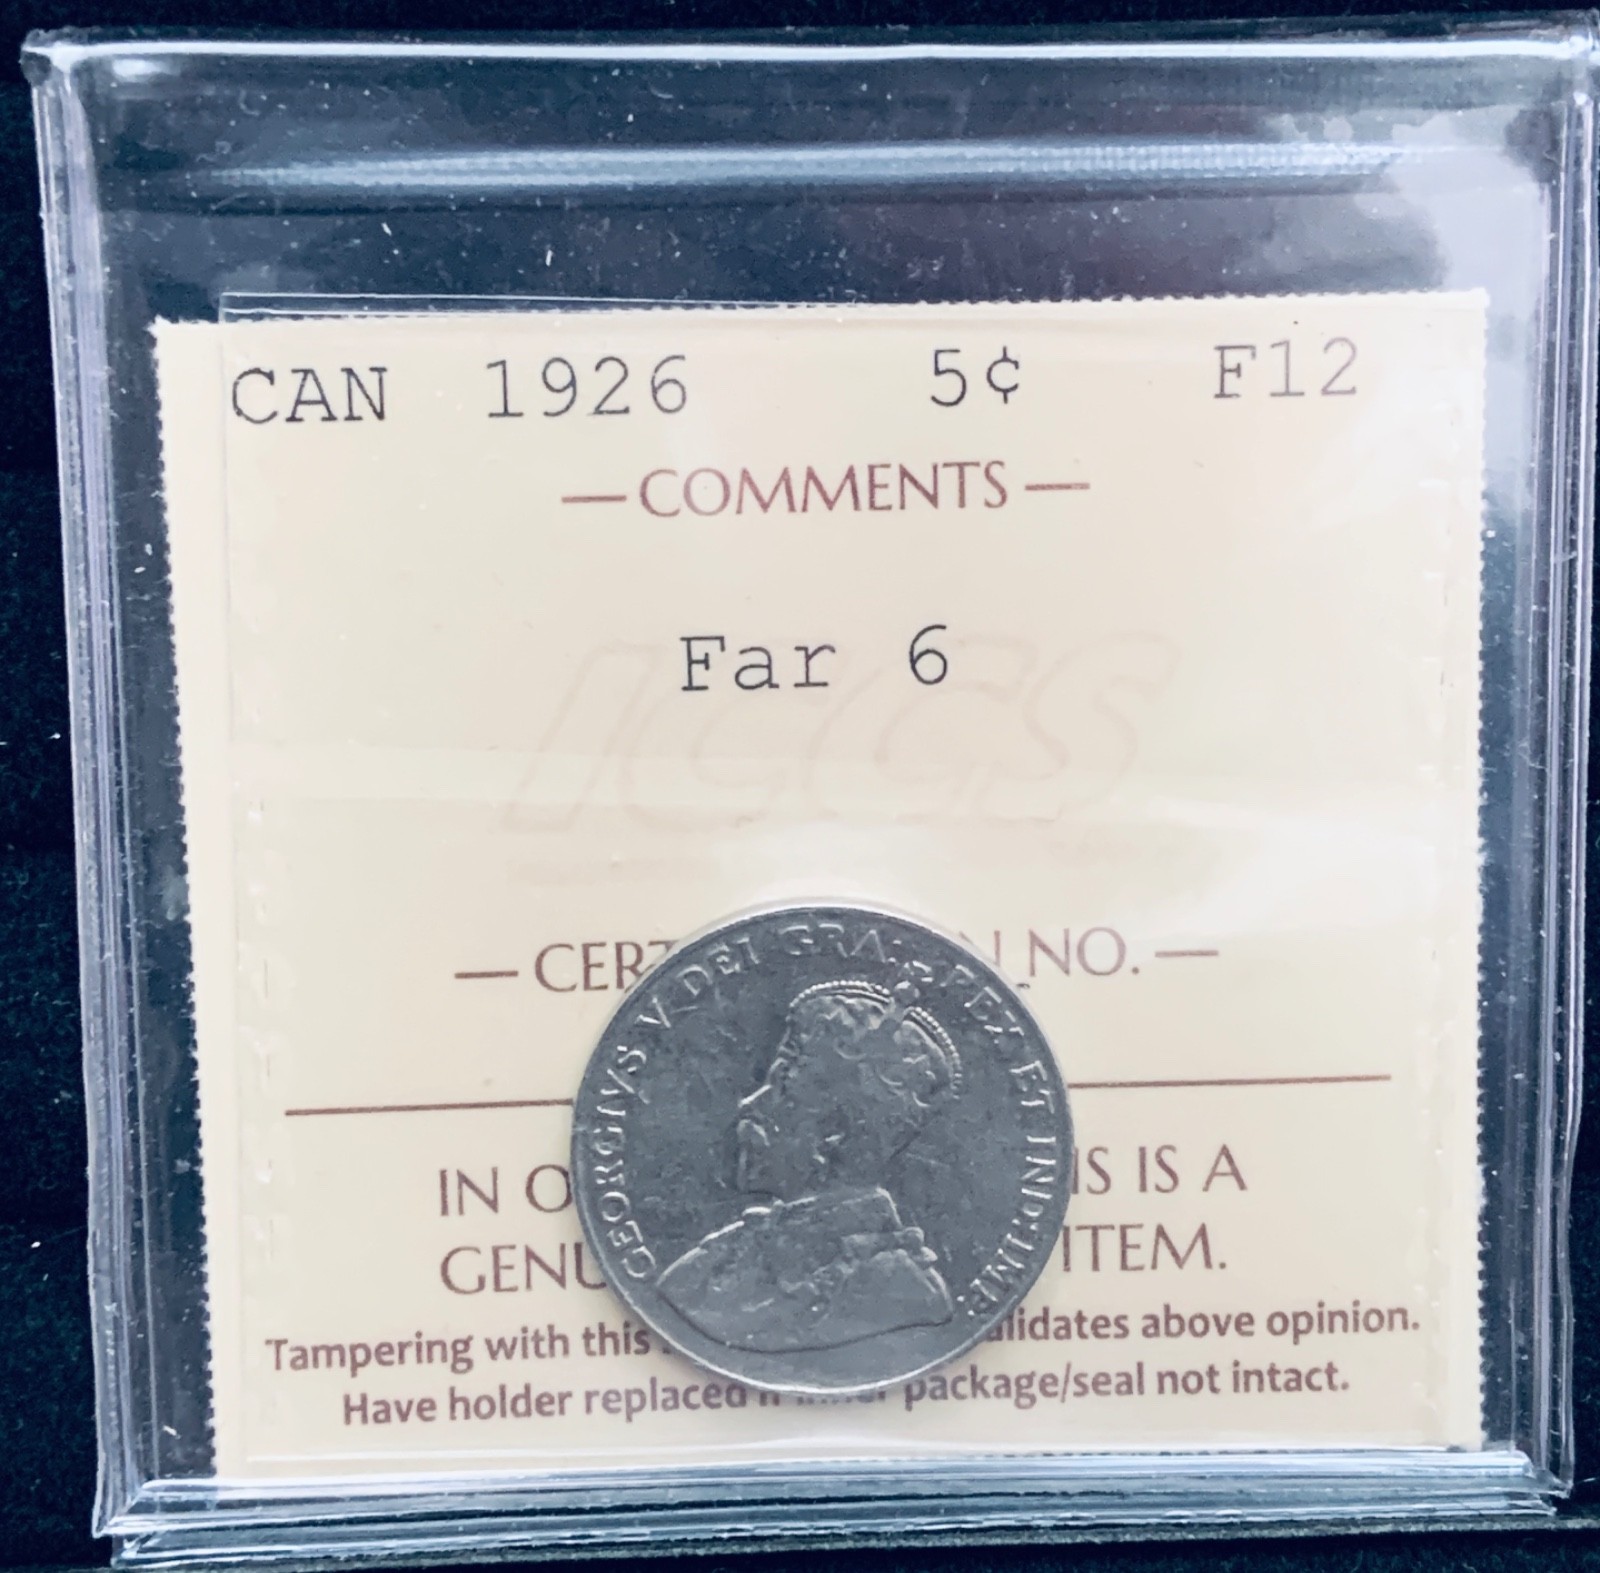 CAN 1926 5¢ F12
— COMMENTS —
Far 6
ICCS
— CERT N NO. —
GEORGIVS V DEI GRA: REX ET IND: IMP:
IN O IS IS A
GENU ITEM.
Tampering with this alidates above opinion.
Have holder replaced package/seal not intact.